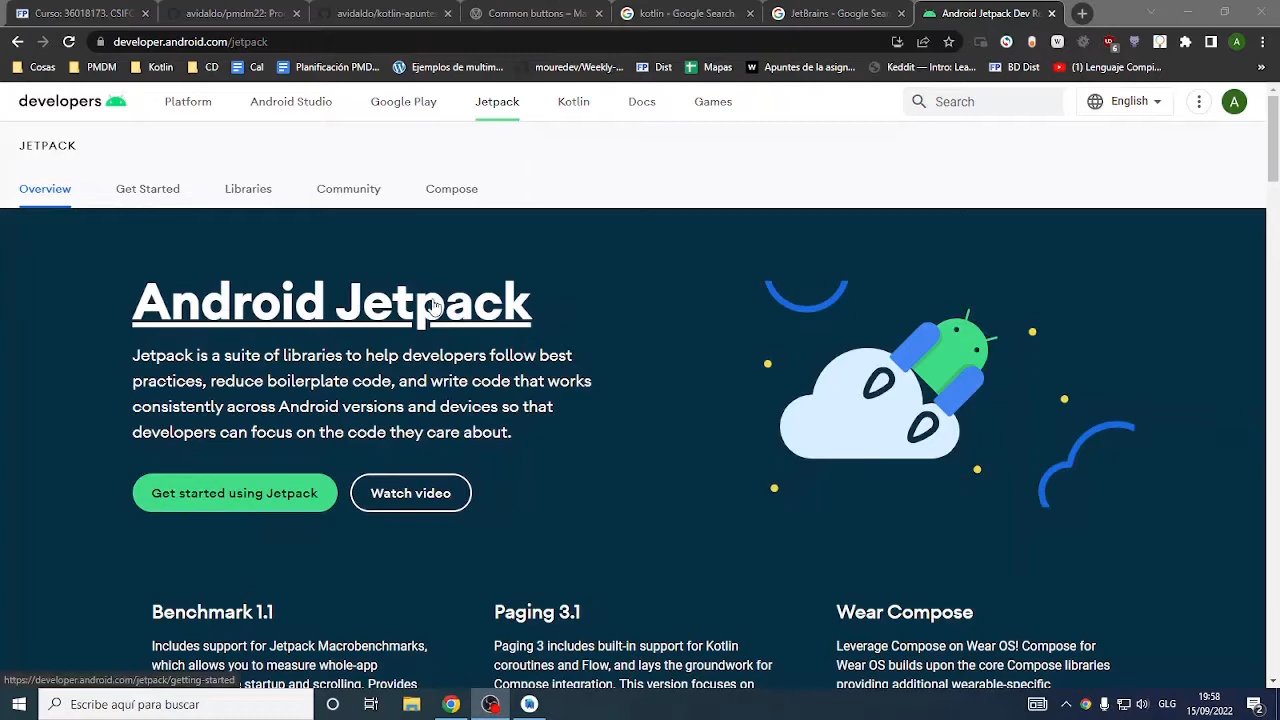 Curso: 36018173. CSIFC
avidaldo/pmdm22: Pro
avidaldo/kotlin-apuntes
Common buttons – Ma
kotlin - Google Search
JetBrains - Google Sear
Android Jetpack Dev Re
developer.android.com/jetpack
Cosas
PMDM
Kotlin
CD
Cal
Planificación PMD...
Ejemplos de multim...
mouredev/Weekly-...
Dist
Mapas
Apuntes de la asign...
Keddit — Intro: Lea...
BD Dist
(1) Lenguaje Compi...
»
developers
Platform
Android Studio
Google Play
Jetpack
Kotlin
Docs
Games
Search
English
A
JETPACK
Overview
Get Started
Libraries
Community
Compose
Android Jetpack
Jetpack is a suite of libraries to help developers follow best
practices, reduce boilerplate code, and write code that works
consistently across Android versions and devices so that
developers can focus on the code they care about.
Get started using Jetpack
Watch video
Benchmark 1.1
Includes support for Jetpack Macrobenchmarks,
which allows you to measure whole-app
startup and scrolling. Provides
Paging 3.1
Paging 3 includes built-in support for Kotlin
coroutines and Flow, and lays the groundwork for
Compose integration. This version focuses on
Wear Compose
Leverage Compose on Wear OS! Compose for
Wear OS builds upon the core Compose libraries
providing additional wearable-specific
https://developer.android.com/jetpack/getting-started
Escribe aquí para buscar
GLG
19:58
15/09/2022
2